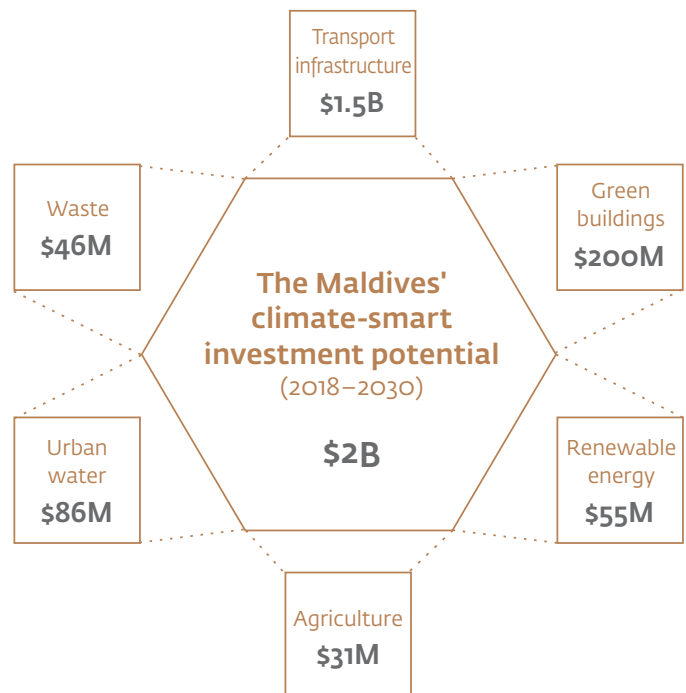 Transport
infrastructure
$1.5B
Waste
$46M
Green
buildings
$200M
The Maldives'
climate-smart
investment potential
(2018–2030)
$2B
Urban
water
$86M
Renewable
energy
$55M
Agriculture
$31M